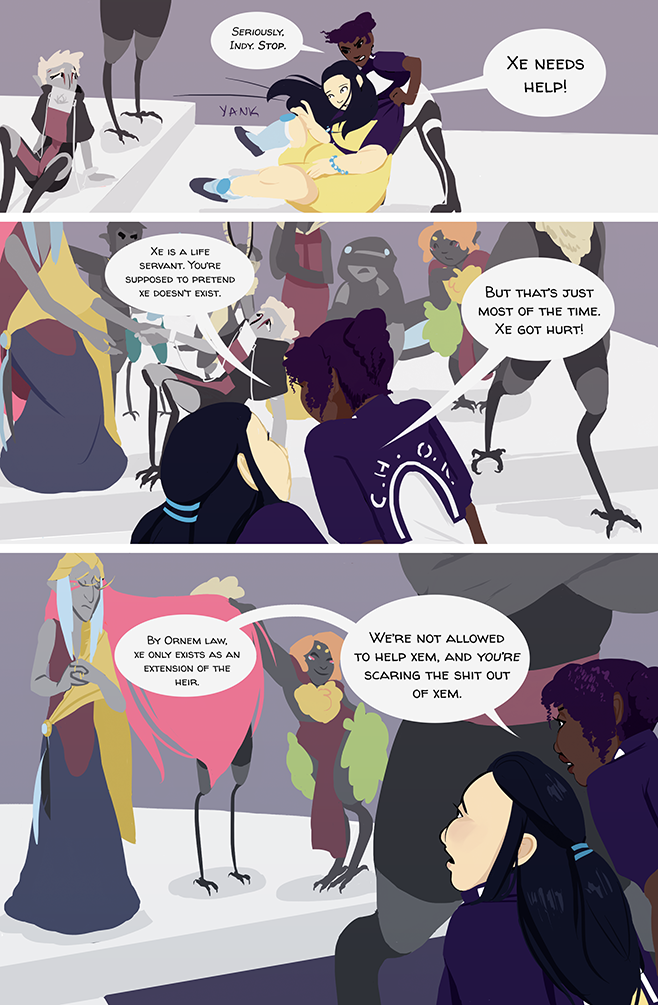 Seriously,
Indy. Stop.
Xe needs
help!
YANK
Xe is a life
servant. You're
supposed to pretend
xe doesn't exist.
But that's just
most of the time.
Xe got hurt!
C.H. O.R.
By Ornem law,
xe only exists as an
extension of the
heir.
We're not allowed
to help xem, and you're
scaring the shit out
of xem.